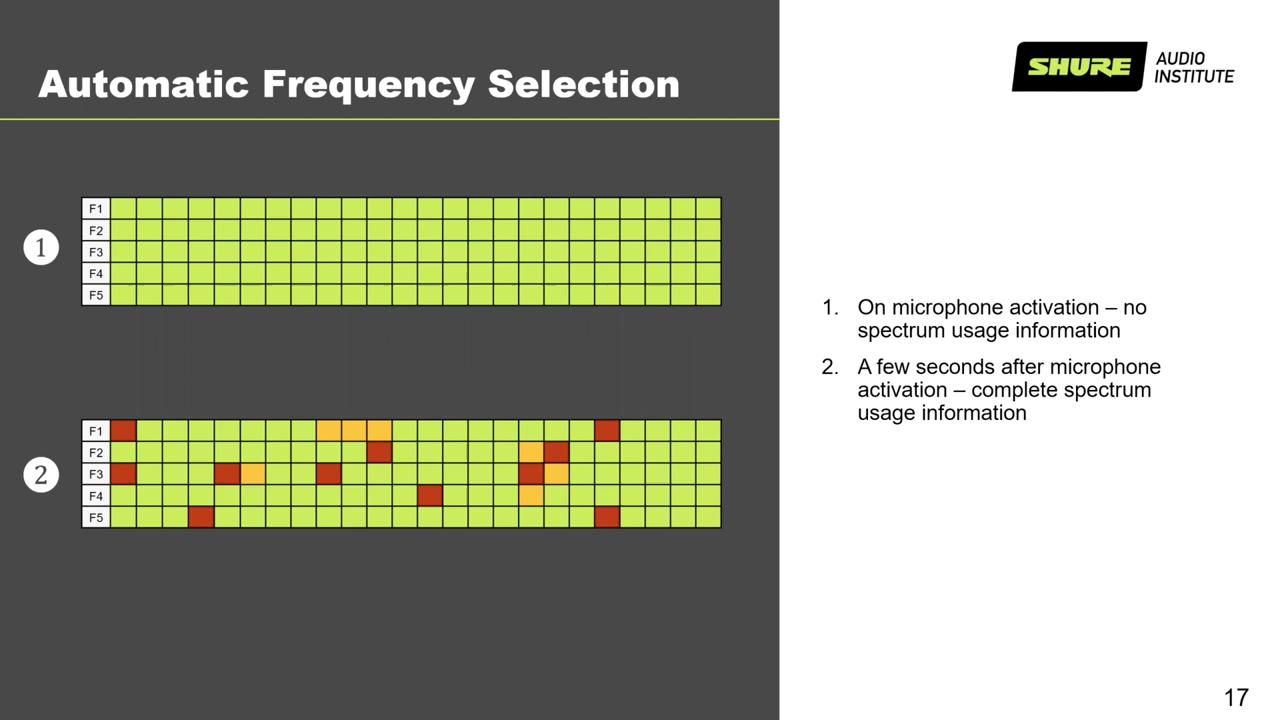 Automatic Frequency Selection
SHURE AUDIO
INSTITUTE
1
F1
F2
F3
F4
F5
2
F1
F2
F3
F4
F5
1. On microphone activation – no
spectrum usage information
2. A few seconds after microphone
activation – complete spectrum
usage information
17